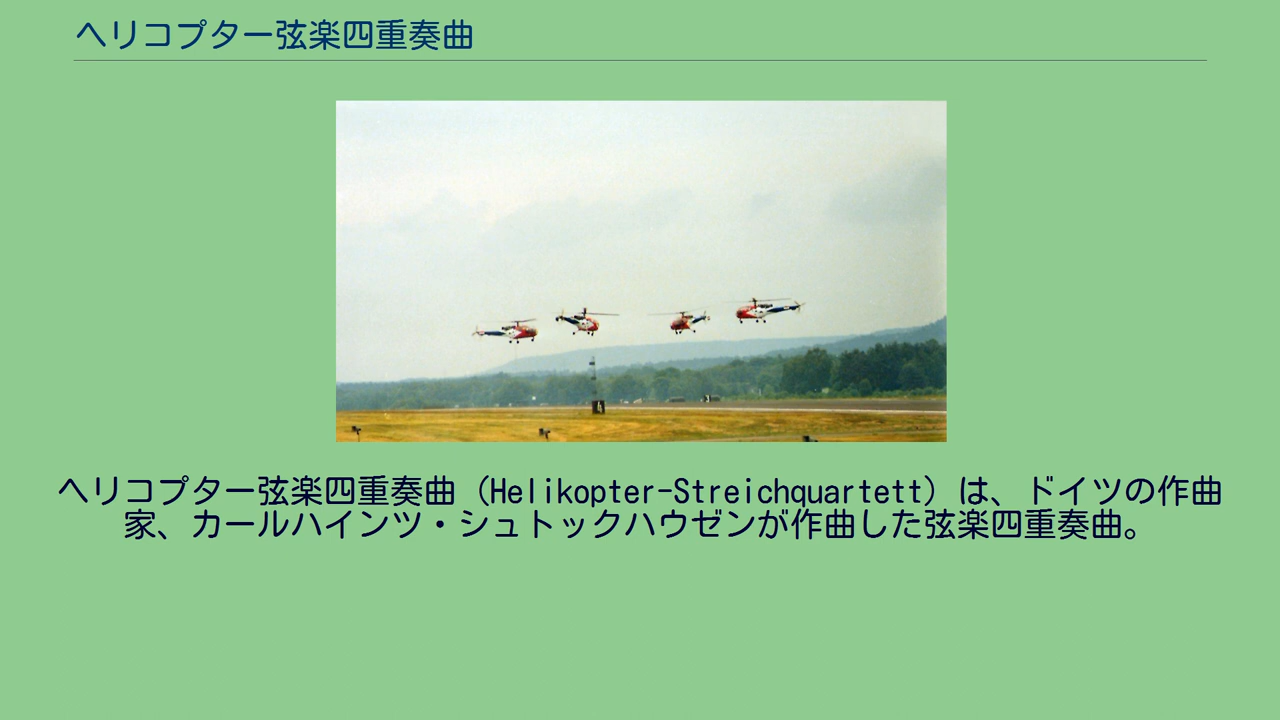 ヘリコプター弦楽四重奏曲
ヘリコプター弦楽四重奏曲（Helikopter-Streichquartett）は、ドイツの作曲
家、カールハインツ・シュトックハウゼンが作曲した弦楽四重奏曲。